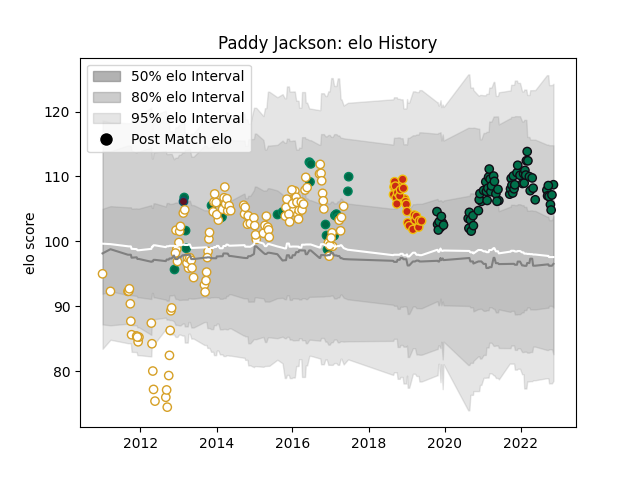 Paddy Jackson: elo History
50% elo Interval
80% elo Interval
95% elo Interval
Post Match elo
elo score
120
110
100
90
80
2012 2014 2016 2018 2020 2022